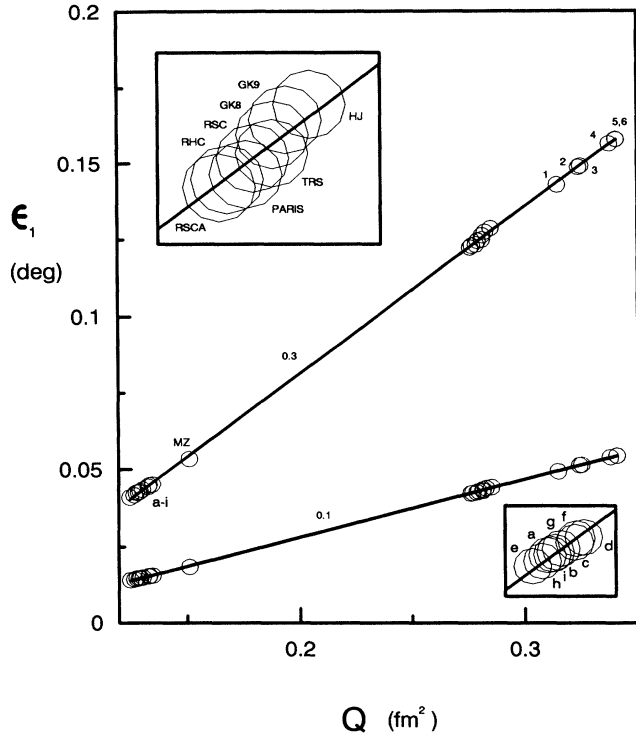 0.2
GK9
GK8
RSC
HJ
RHC
TRS
PARIS
RSCA
5,6
4
2
1
3
0.15
ϵ₁
(deg)
0.1
0.3
MZ
0.05
a-i
0.1
f
g
a
e
d
c
b
i
h
0
0.2
0.3
Q (fm²)